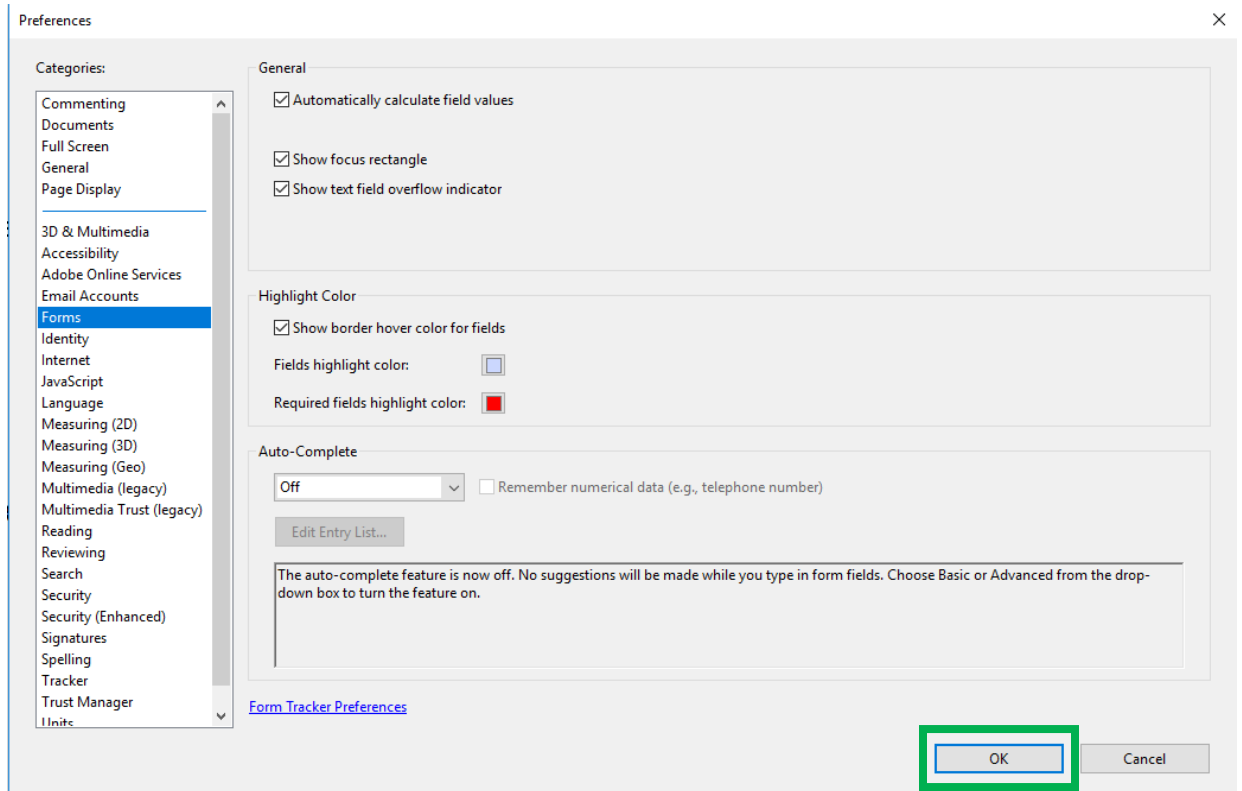 Preferences
Categories:
Commenting
Documents
Full Screen
General
Page Display
3D & Multimedia
Accessibility
Adobe Online Services
Email Accounts
Forms
Identity
Internet
JavaScript
Language
Measuring (2D)
Measuring (3D)
Measuring (Geo)
Multimedia (legacy)
Multimedia Trust (legacy)
Reading
Reviewing
Search
Security
Security (Enhanced)
Signatures
Spelling
Tracker
Trust Manager
Units
General
Automatically calculate field values
Show focus rectangle
Show text field overflow indicator
Highlight Color
Show border hover color for fields
Fields highlight color:
Required fields highlight color:
Auto-Complete
Off
Remember numerical data (e.g., telephone number)
Edit Entry List...
The auto-complete feature is now off. No suggestions will be made while you type in form fields. Choose Basic or Advanced from the drop-
down box to turn the feature on.
Form Tracker Preferences
OK
Cancel